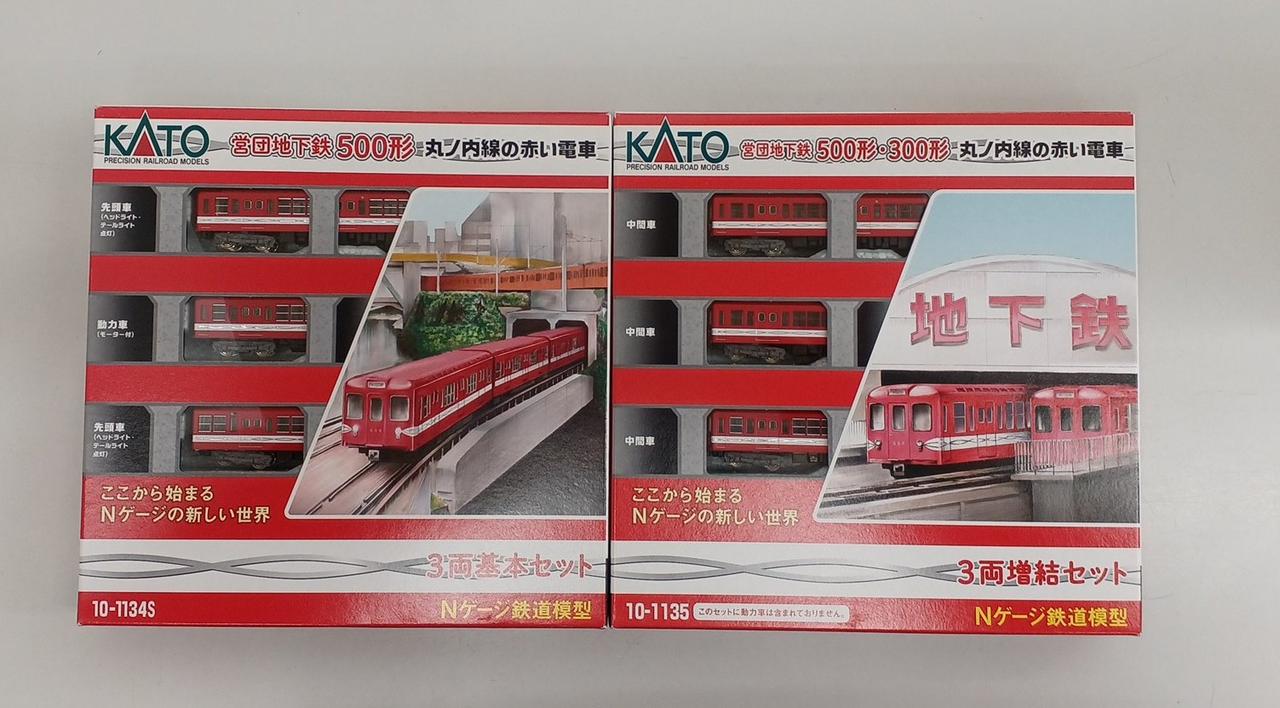 KATO
PRECISION RAILROAD MODELS
営団地下鉄 500形 丸ノ内線の赤い電車
先頭車
(ヘッドライト・
テールライト
点灯)
動力車
(モーター付)
先頭車
(ヘッドライト・
テールライト
点灯)
ここから始まる
Nゲージの新しい世界
3両基本セット
10-1134S
Nゲージ鉄道模型
KATO
PRECISION RAILROAD MODELS
営団地下鉄 500形・300形 丸ノ内線の赤い電車
中間車
中間車
中間車
地下鉄
ここから始まる
Nゲージの新しい世界
3両増結セット
10-1135
このセットに動力車は含まれておりません。
Nゲージ鉄道模型